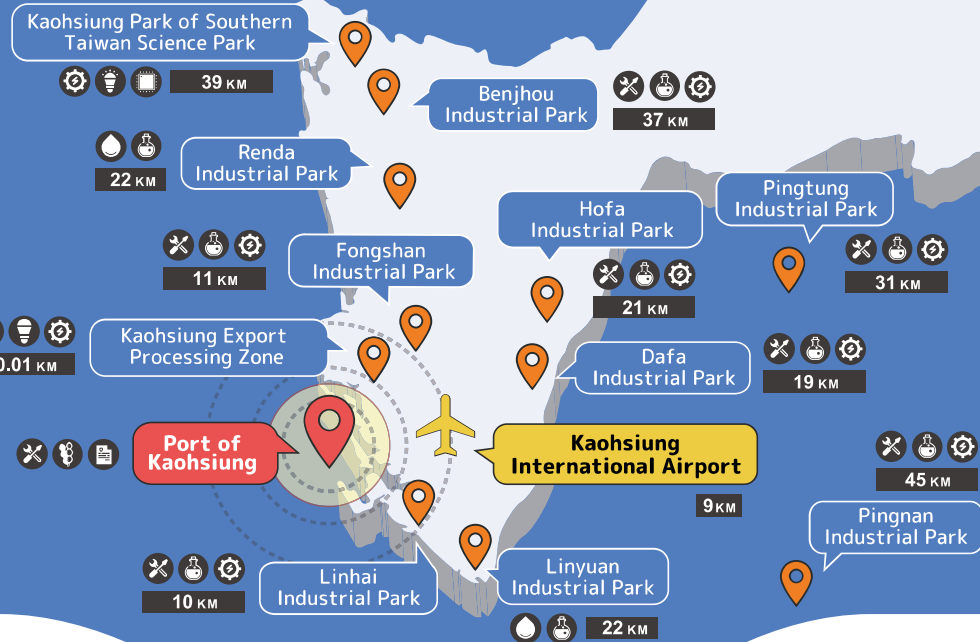 Kaohsiung Park of Southern
Taiwan Science Park
39 KM
Benjhou
Industrial Park
37 KM
Renda
Industrial Park
22 KM
Pingtung
Industrial Park
31 KM
Hofa
Industrial Park
21 KM
Fongshan
Industrial Park
11 KM
Kaohsiung Export
Processing Zone
0.01 KM
Dafa
Industrial Park
19 KM
Port of
Kaohsiung
Kaohsiung
International Airport
9 KM
45 KM
Pingnan
Industrial Park
Linhai
Industrial Park
10 KM
Linyuan
Industrial Park
22 KM